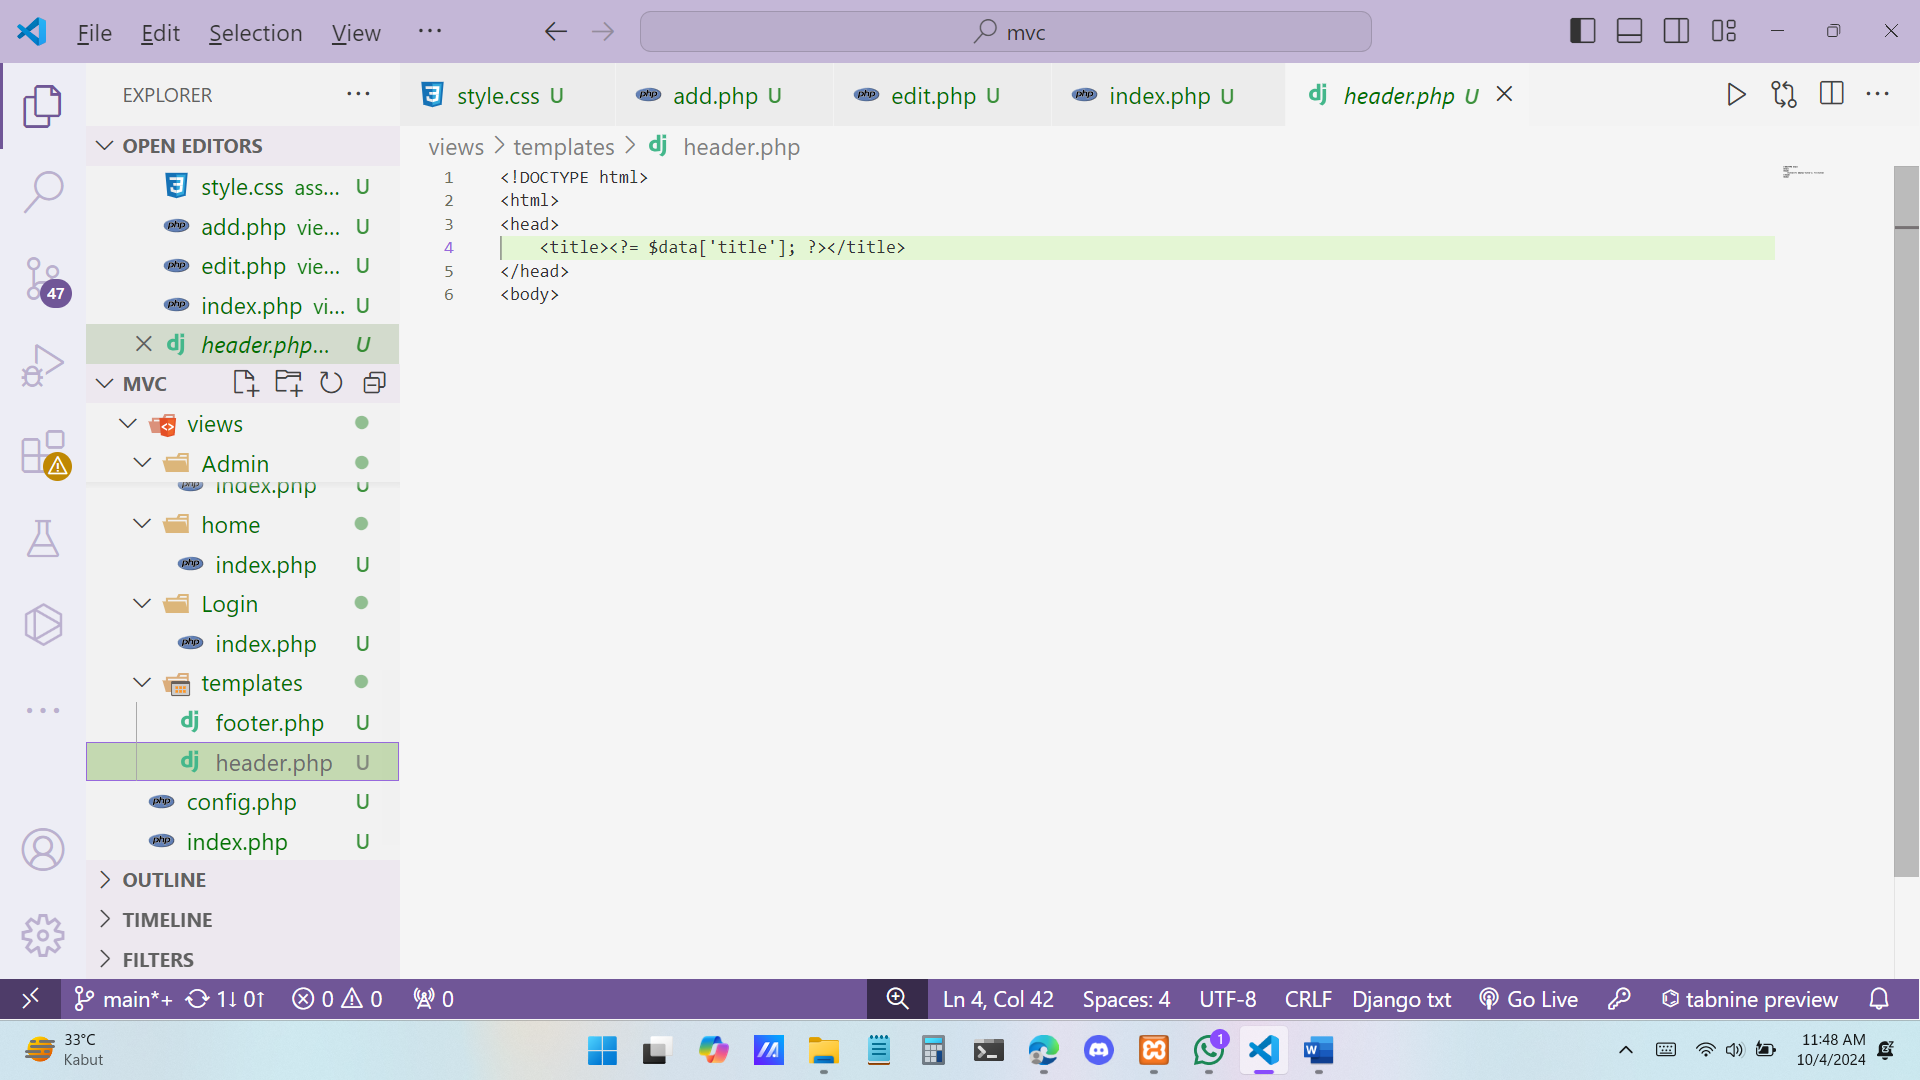 File Edit Selection View ··· mvc
EXPLORER ···
style.css U add.php U edit.php U index.php U header.php U
OPEN EDITORS
style.css ass... U
add.php vie... U
edit.php vie... U
index.php vi... U
header.php... U
MVC
views
Admin
index.php U
home
index.php U
Login
index.php U
templates
footer.php U
header.php U
config.php U
index.php U
OUTLINE
TIMELINE
FILTERS
47
views > templates > header.php
1 <!DOCTYPE html>
2 <html>
3 <head>
4 <title><?= $data['title']; ?></title>
5 </head>
6 <body>
main*+ 1↓ 0↑ 0 0 0 Ln 4, Col 42 Spaces: 4 UTF-8 CRLF Django txt Go Live tabnine preview
33°C
Kabut
1
11:48 AM
10/4/2024